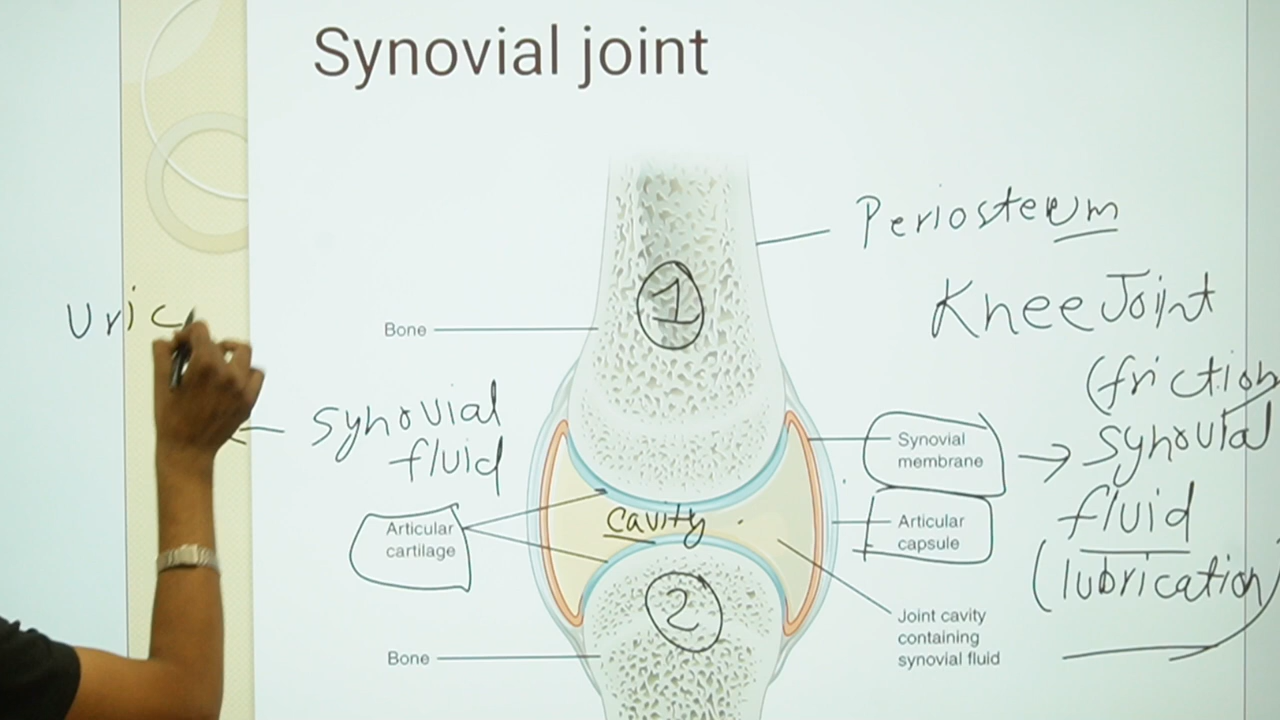 Synovial joint
Periosteum
Knee Joint
Uric
Bone
1
(friction
synovial
fluid
Synovial
membrane
synovial
fluid
(lubrication)
Articular
cartilage
cavity
Articular
capsule
2
Joint cavity
containing
synovial fluid
Bone